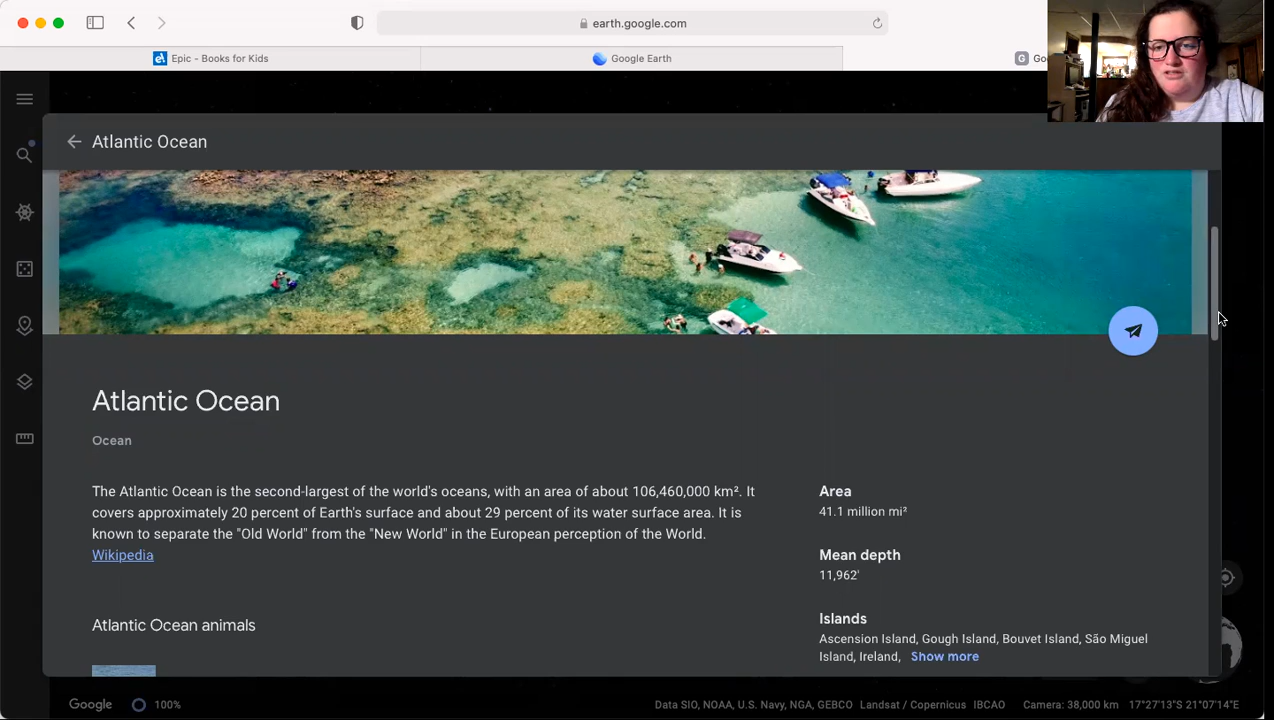 earth.google.com
Epic - Books for Kids
Google Earth
G
Atlantic Ocean
Atlantic Ocean
Ocean
The Atlantic Ocean is the second-largest of the world's oceans, with an area of about 106,460,000 km². It
covers approximately 20 percent of Earth's surface and about 29 percent of its water surface area. It is
known to separate the "Old World" from the "New World" in the European perception of the World.
Wikipedia
Atlantic Ocean animals
Area
41.1 million mi²
Mean depth
11,962'
Islands
Ascension Island, Gough Island, Bouvet Island, São Miguel
Island, Ireland, Show more
Google 100% Data SIO, NOAA, U.S. Navy, NGA, GEBCO Landsat / Copernicus IBCAO Camera: 38,000 km 17°27'13"S 21°07'14"E